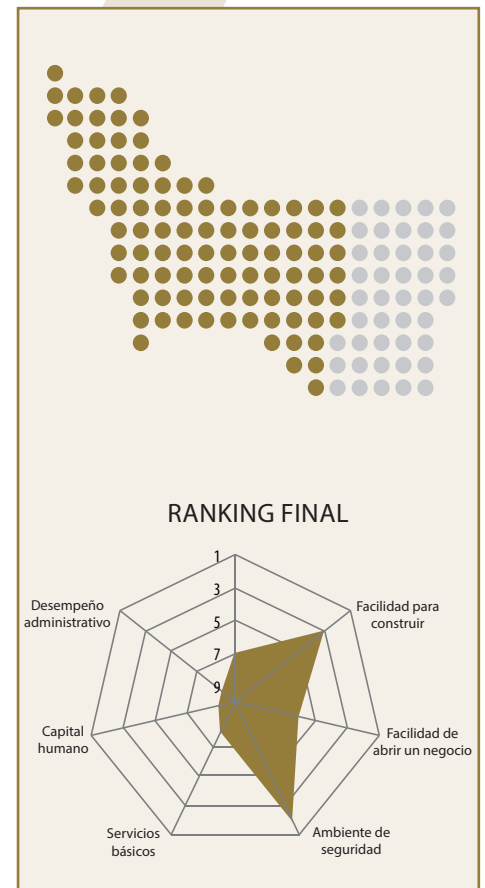 RANKING FINAL
1
3
5
7
9
Desempeño
administrativo
Facilidad para
construir
Capital
humano
Facilidad de
abrir un negocio
Servicios
básicos
Ambiente de
seguridad